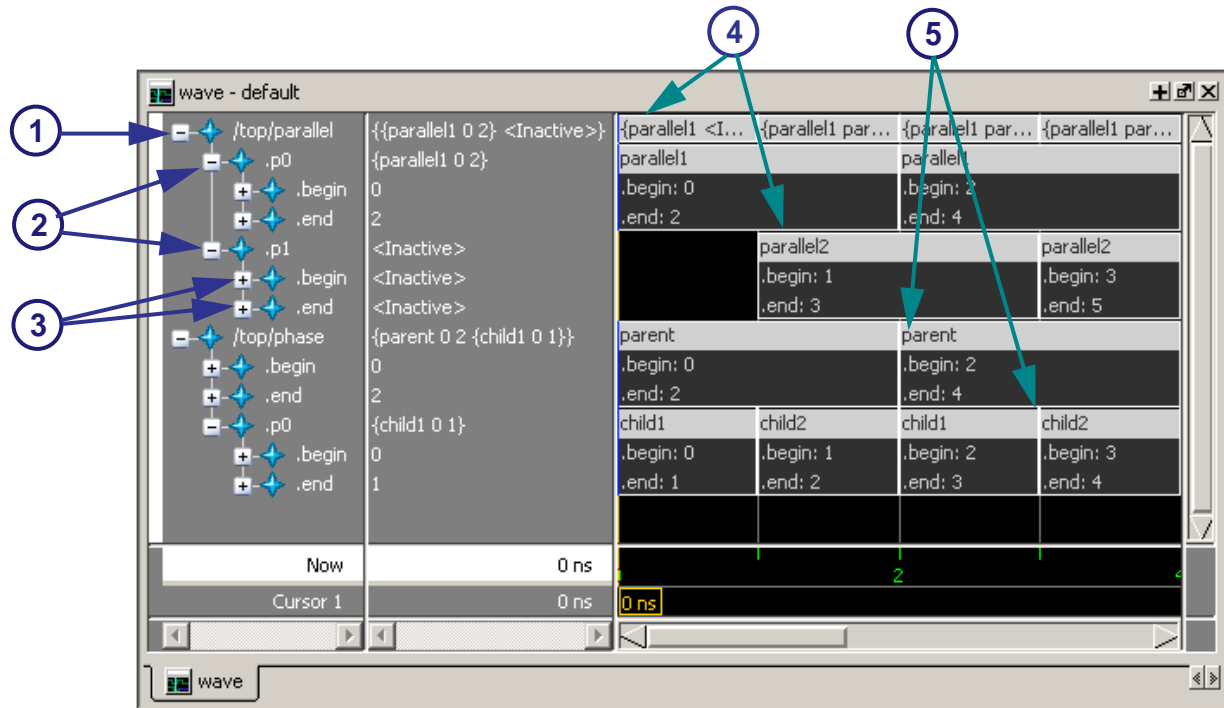 4 5
wave - default
1 /top/parallel {{parallel1 0 2} <Inactive>} {parallel1 <I... {parallel1 par... {parallel1 par... {parallel1 par...
.p0 {parallel1 0 2} parallel1 parallel1
.begin 0 .begin: 0 .begin: 2
2 .end 2 .end: 2 .end: 4
.p1 <Inactive> parallel2 parallel2
.begin <Inactive> .begin: 1 .begin: 3
3 .end <Inactive> .end: 3 .end: 5
/top/phase {parent 0 2 {child1 0 1}} parent parent
.begin 0 .begin: 0 .begin: 2
.end 2 .end: 2 .end: 4
.p0 {child1 0 1} child1 child2 child1 child2
.begin 0 .begin: 0 .begin: 1 .begin: 2 .begin: 3
.end 1 .end: 1 .end: 2 .end: 3 .end: 4
Now 0 ns 2 4
Cursor 1 0 ns 0 ns
wave